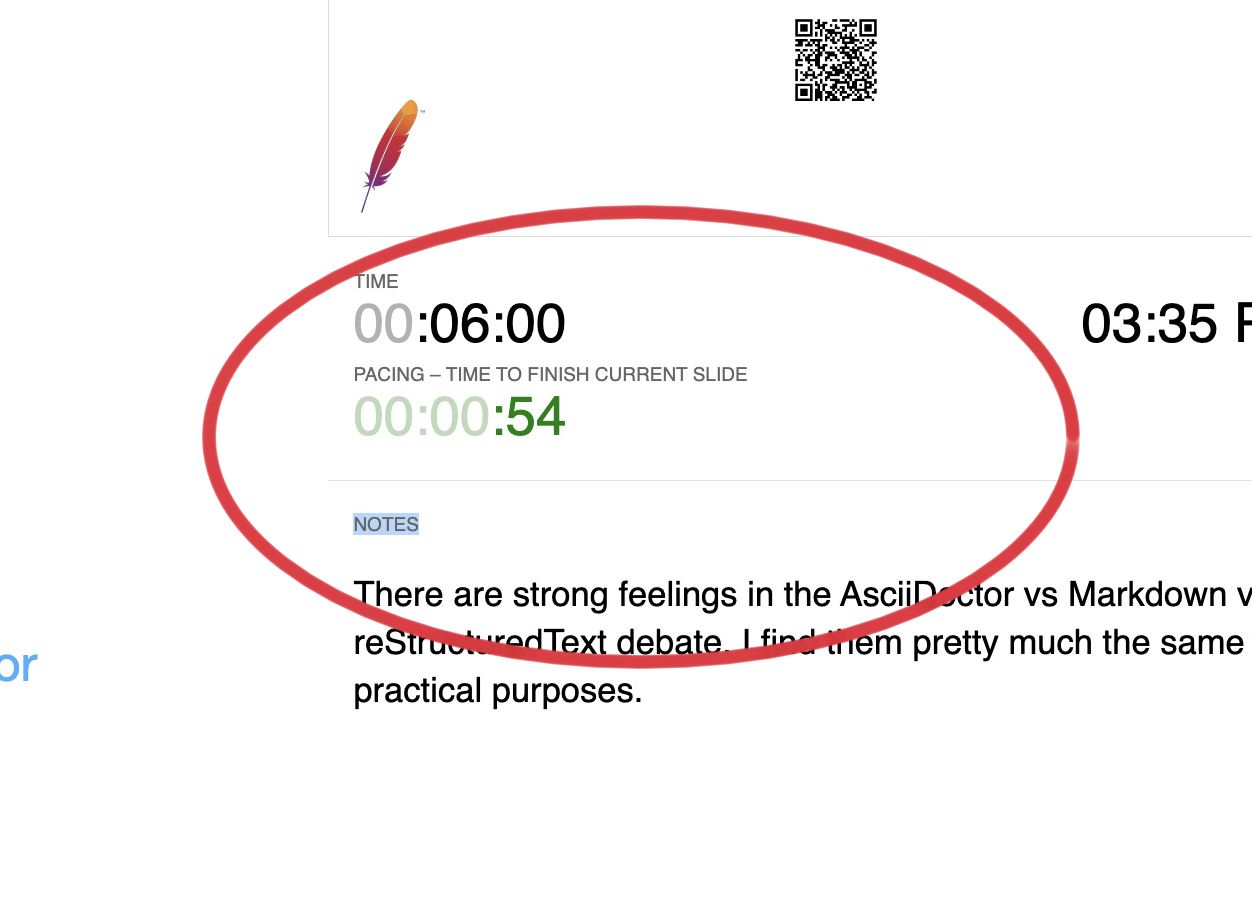 TIME
00:06:00
03:35
PACING – TIME TO FINISH CURRENT SLIDE
00:00:54
NOTES
There are strong feelings in the AsciiDoctor vs Markdown
reStructuredText debate. I find them pretty much the same
practical purposes.
or